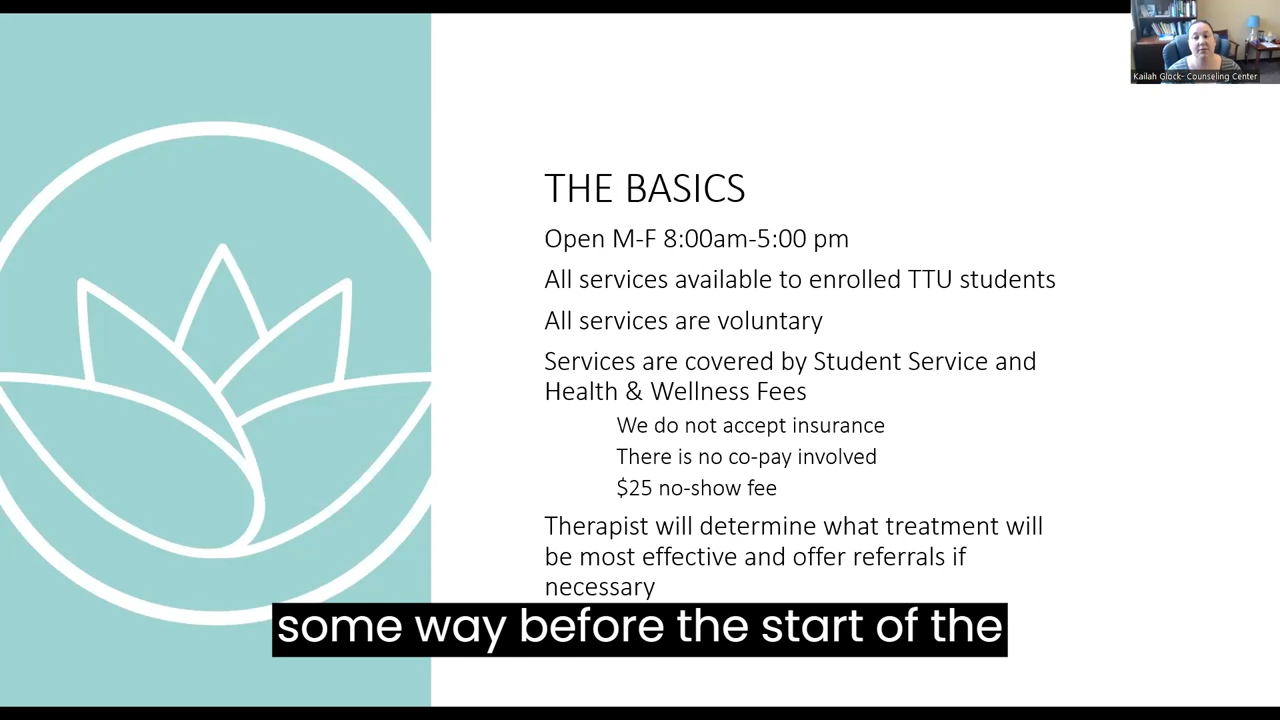 Kailah Glock- Counseling Center
THE BASICS
Open M-F 8:00am-5:00 pm
All services available to enrolled TTU students
All services are voluntary
Services are covered by Student Service and
Health & Wellness Fees
We do not accept insurance
There is no co-pay involved
$25 no-show fee
Therapist will determine what treatment will
be most effective and offer referrals if
necessary
some way before the start of the